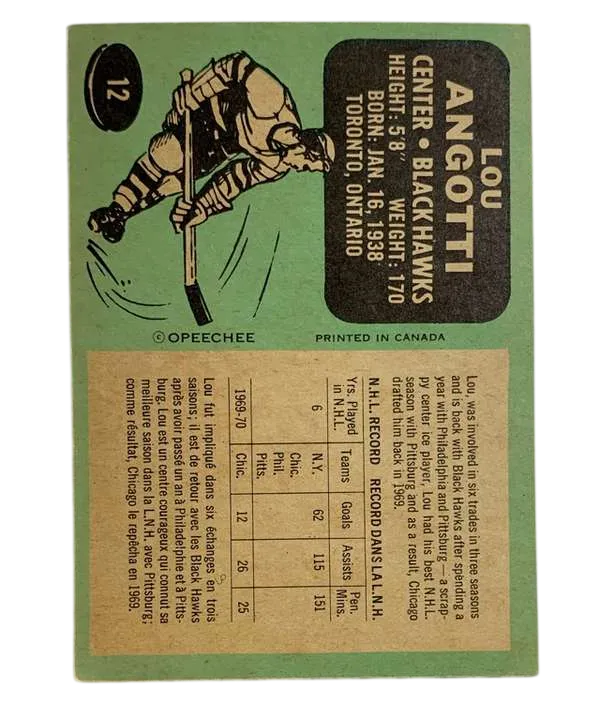 12
LOU
ANGOTTI
CENTER • BLACK HAWKS
HEIGHT: 5'8" WEIGHT: 170
BORN: JAN. 16, 1938
TORONTO, ONTARIO
© OPEECHEE
PRINTED IN CANADA
Lou, was involved in six trades in three seasons
and is back with Black Hawks after spending a
year with Philadelphia and Pittsburg — a scrap-
py center ice player, Lou had his best N.H.L.
season with Pittsburg and as a result, Chicago
drafted him back in 1969.
N.H.L. RECORD RECORD DANS LA L.N.H.
Yrs. Played in N.H.L. Teams Goals Assists Pen. Mins.
6 N.Y. 62 115 151
Chic.
Phil.
Pitts.
1969-70 Chic. 12 26 25
Lou fut impliqué dans six échanges en trois
saisons; il est de retour avec les Black Hawks
après avoir passé un an à Philadelphie et à Pitts-
burg. Lou est un centre courageux qui connut sa
meilleure saison dans la L.N.H. avec Pittsburg;
comme résultat, Chicago le repêcha en 1969.